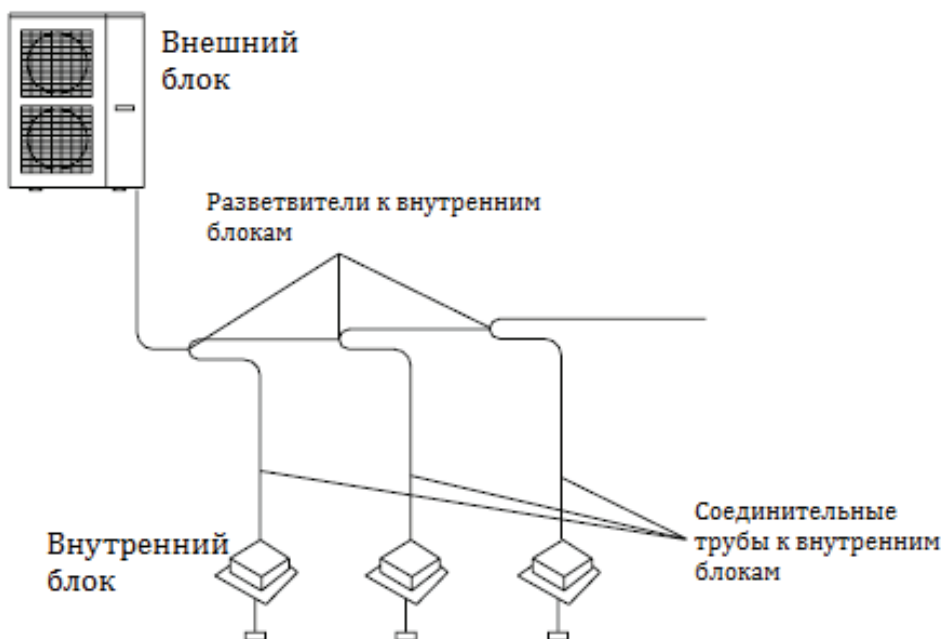 Внешний
блок
Разветвители к внутренним
блокам
Соединительные
трубы к внутренним
блокам
Внутренний
блок